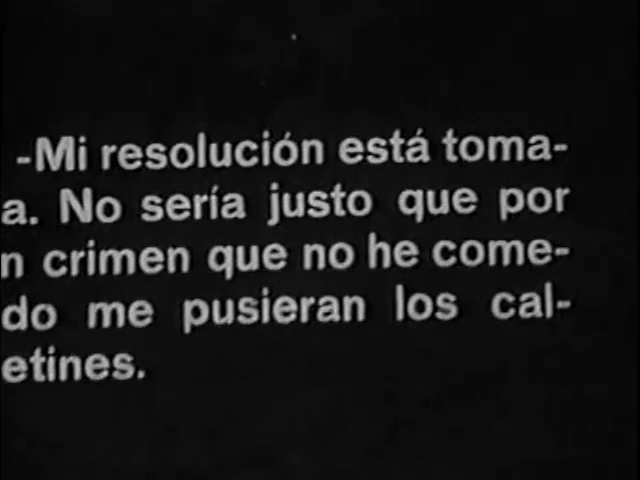 -Mi resolución está toma-
a. No sería justo que por
n crimen que no he come-
do me pusieran los cal-
etines.